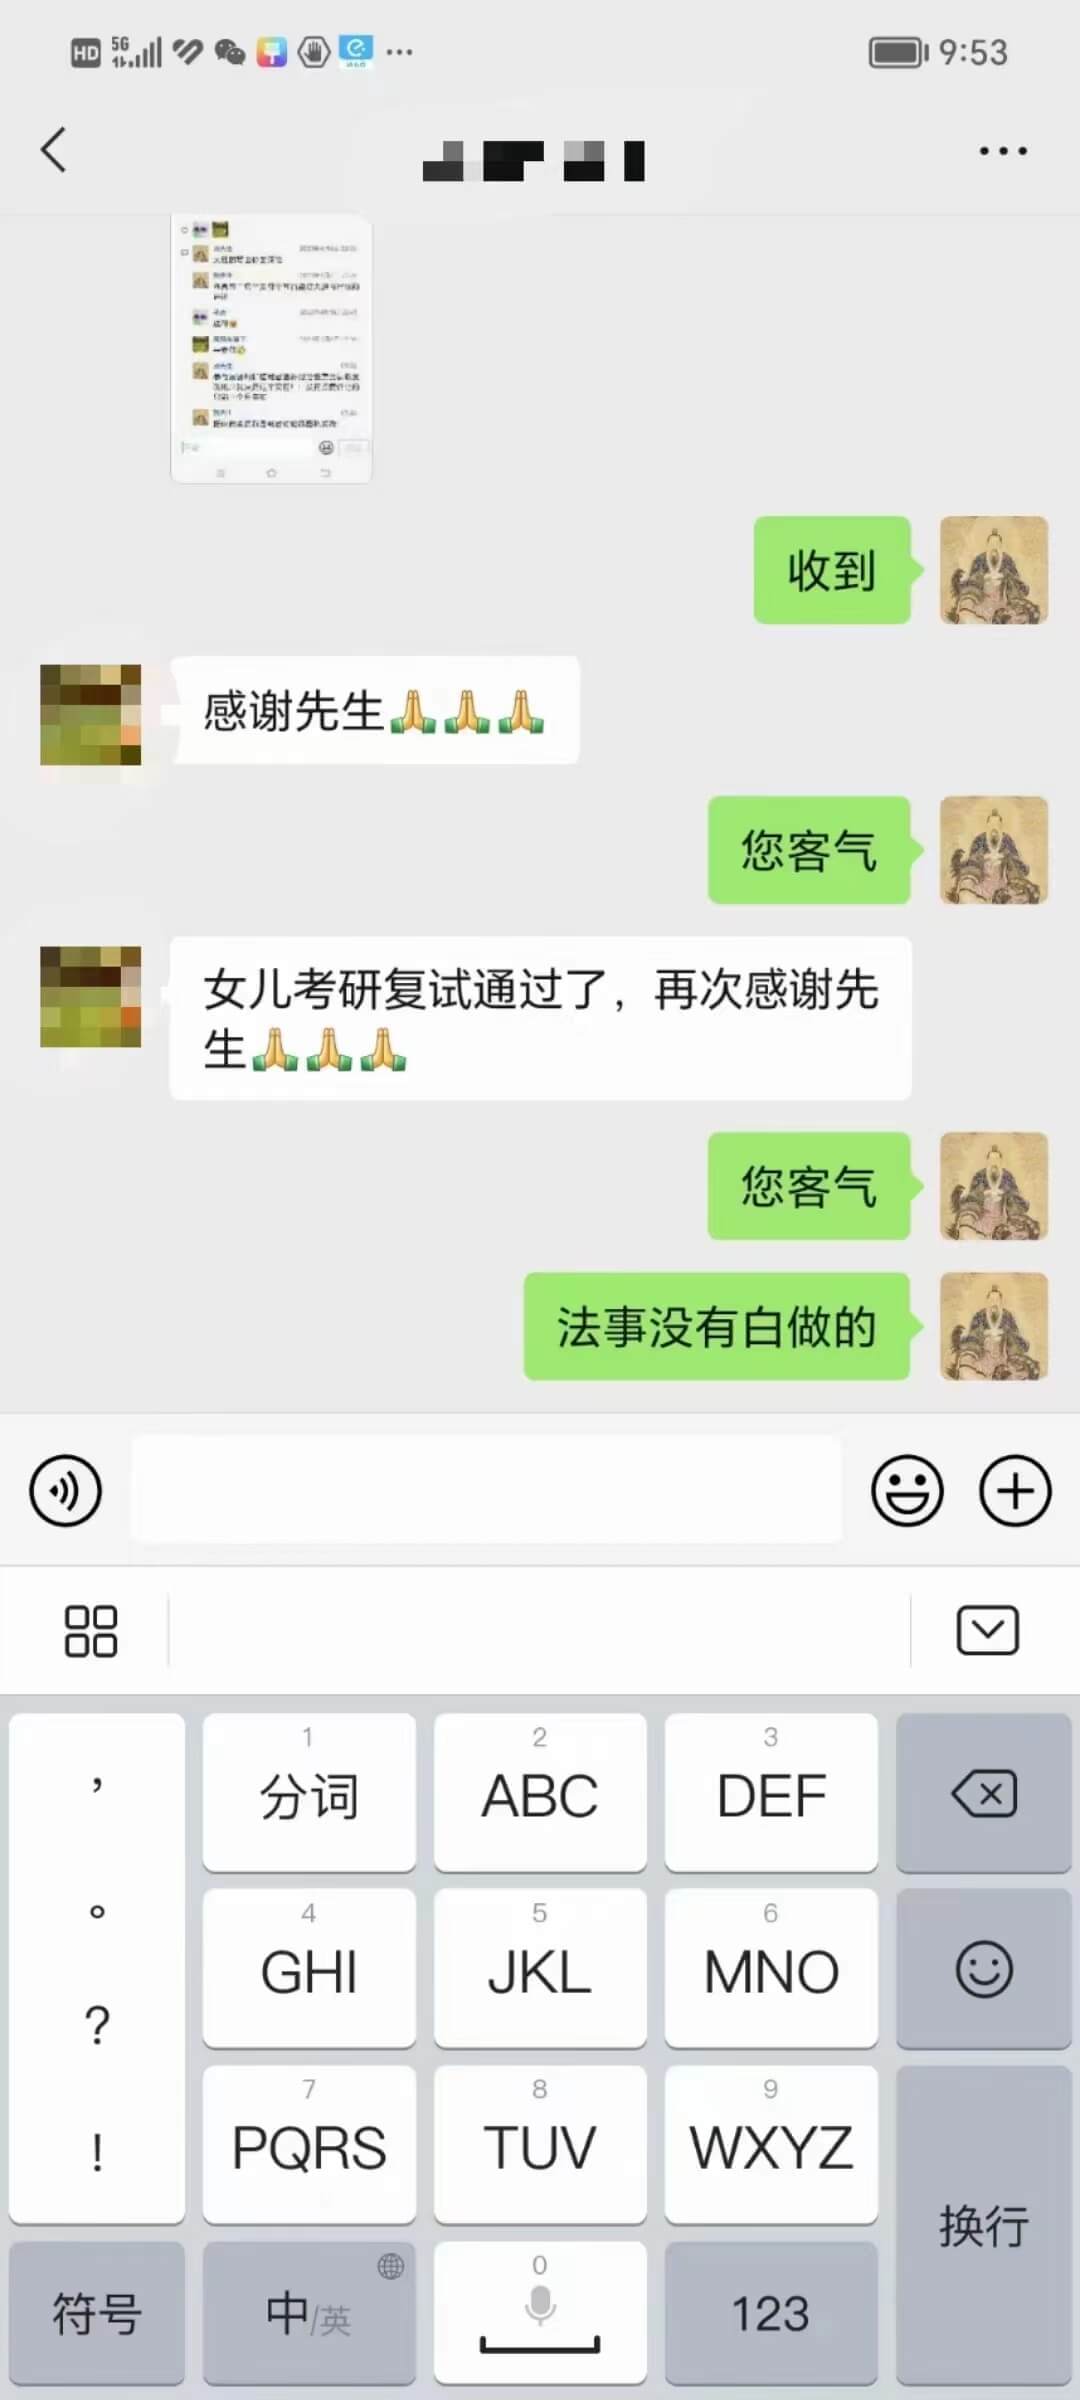 HD 5G 9:53
收到
感谢先生🙏🙏🙏
您客气
女儿考研复试通过了，再次感谢先
生🙏🙏🙏
您客气
法事没有白做的
， 1 2 3
分词 ABC DEF
。 4 5 6
GHI JKL MNO
？
7 8 9
！ PQRS TUV WXYZ
换行
0
符号 中/英 123